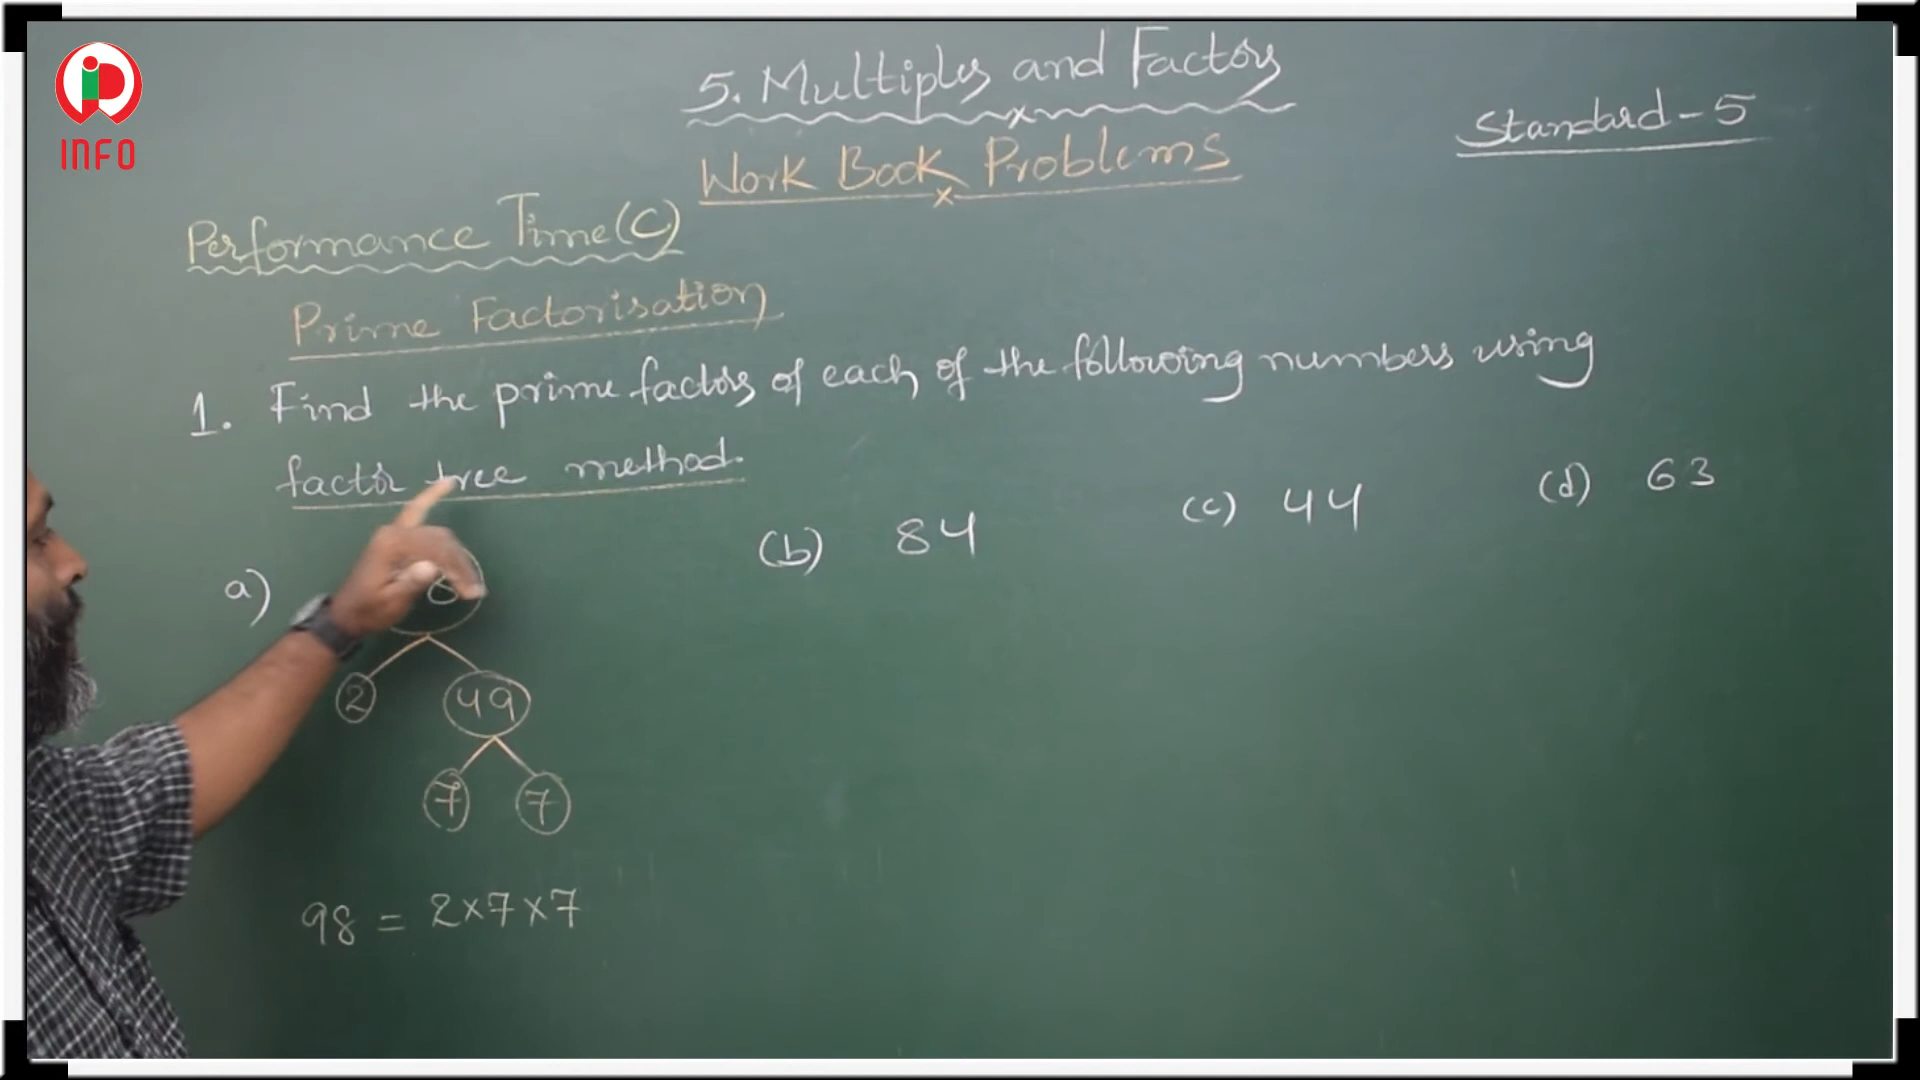 INFO
5. Multiples and Factors
Work Book Problems
Standard - 5
Performance Time (C)
Prime Factorisation
1. Find the prime factors of each of the following numbers using
factor tree method.
a)
(b) 84
(c) 44
(d) 63
8
2 49
7 7
98 = 2×7×7